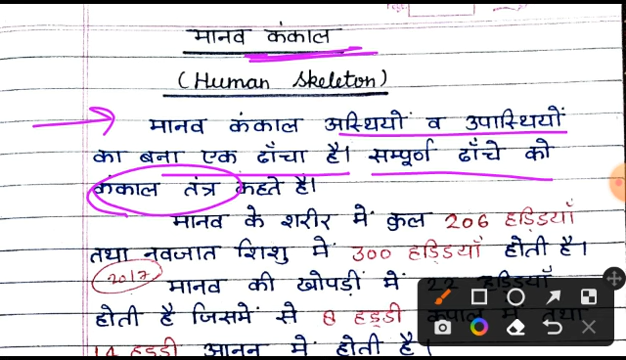 मानव कंकाल
(Human Skeleton)
मानव कंकाल अस्थियों व उपास्थियों
का बना एक ढाँचा है। सम्पूर्ण ढाँचे को
कंकाल तंत्र कहते है।
मानव के शरीर में कुल 206 हड्डियाँ
तथा नवजात शिशु में 300 हड्डियाँ होती है।
2017 मानव की खोपड़ी में 22 हड्डियाँ
होती है जिसमें से 8 हड्डी कपाल में तथा
14 हड्डी आनन में होती है।